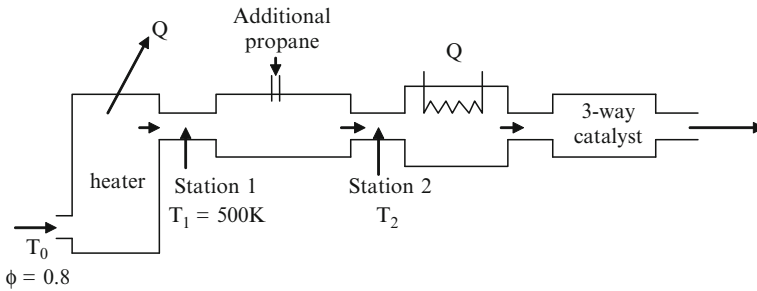 Q
Additional
propane
Q
3-way
catalyst
heater
Station 1
T₁ = 500K
Station 2
T₂
T₀
ϕ = 0.8